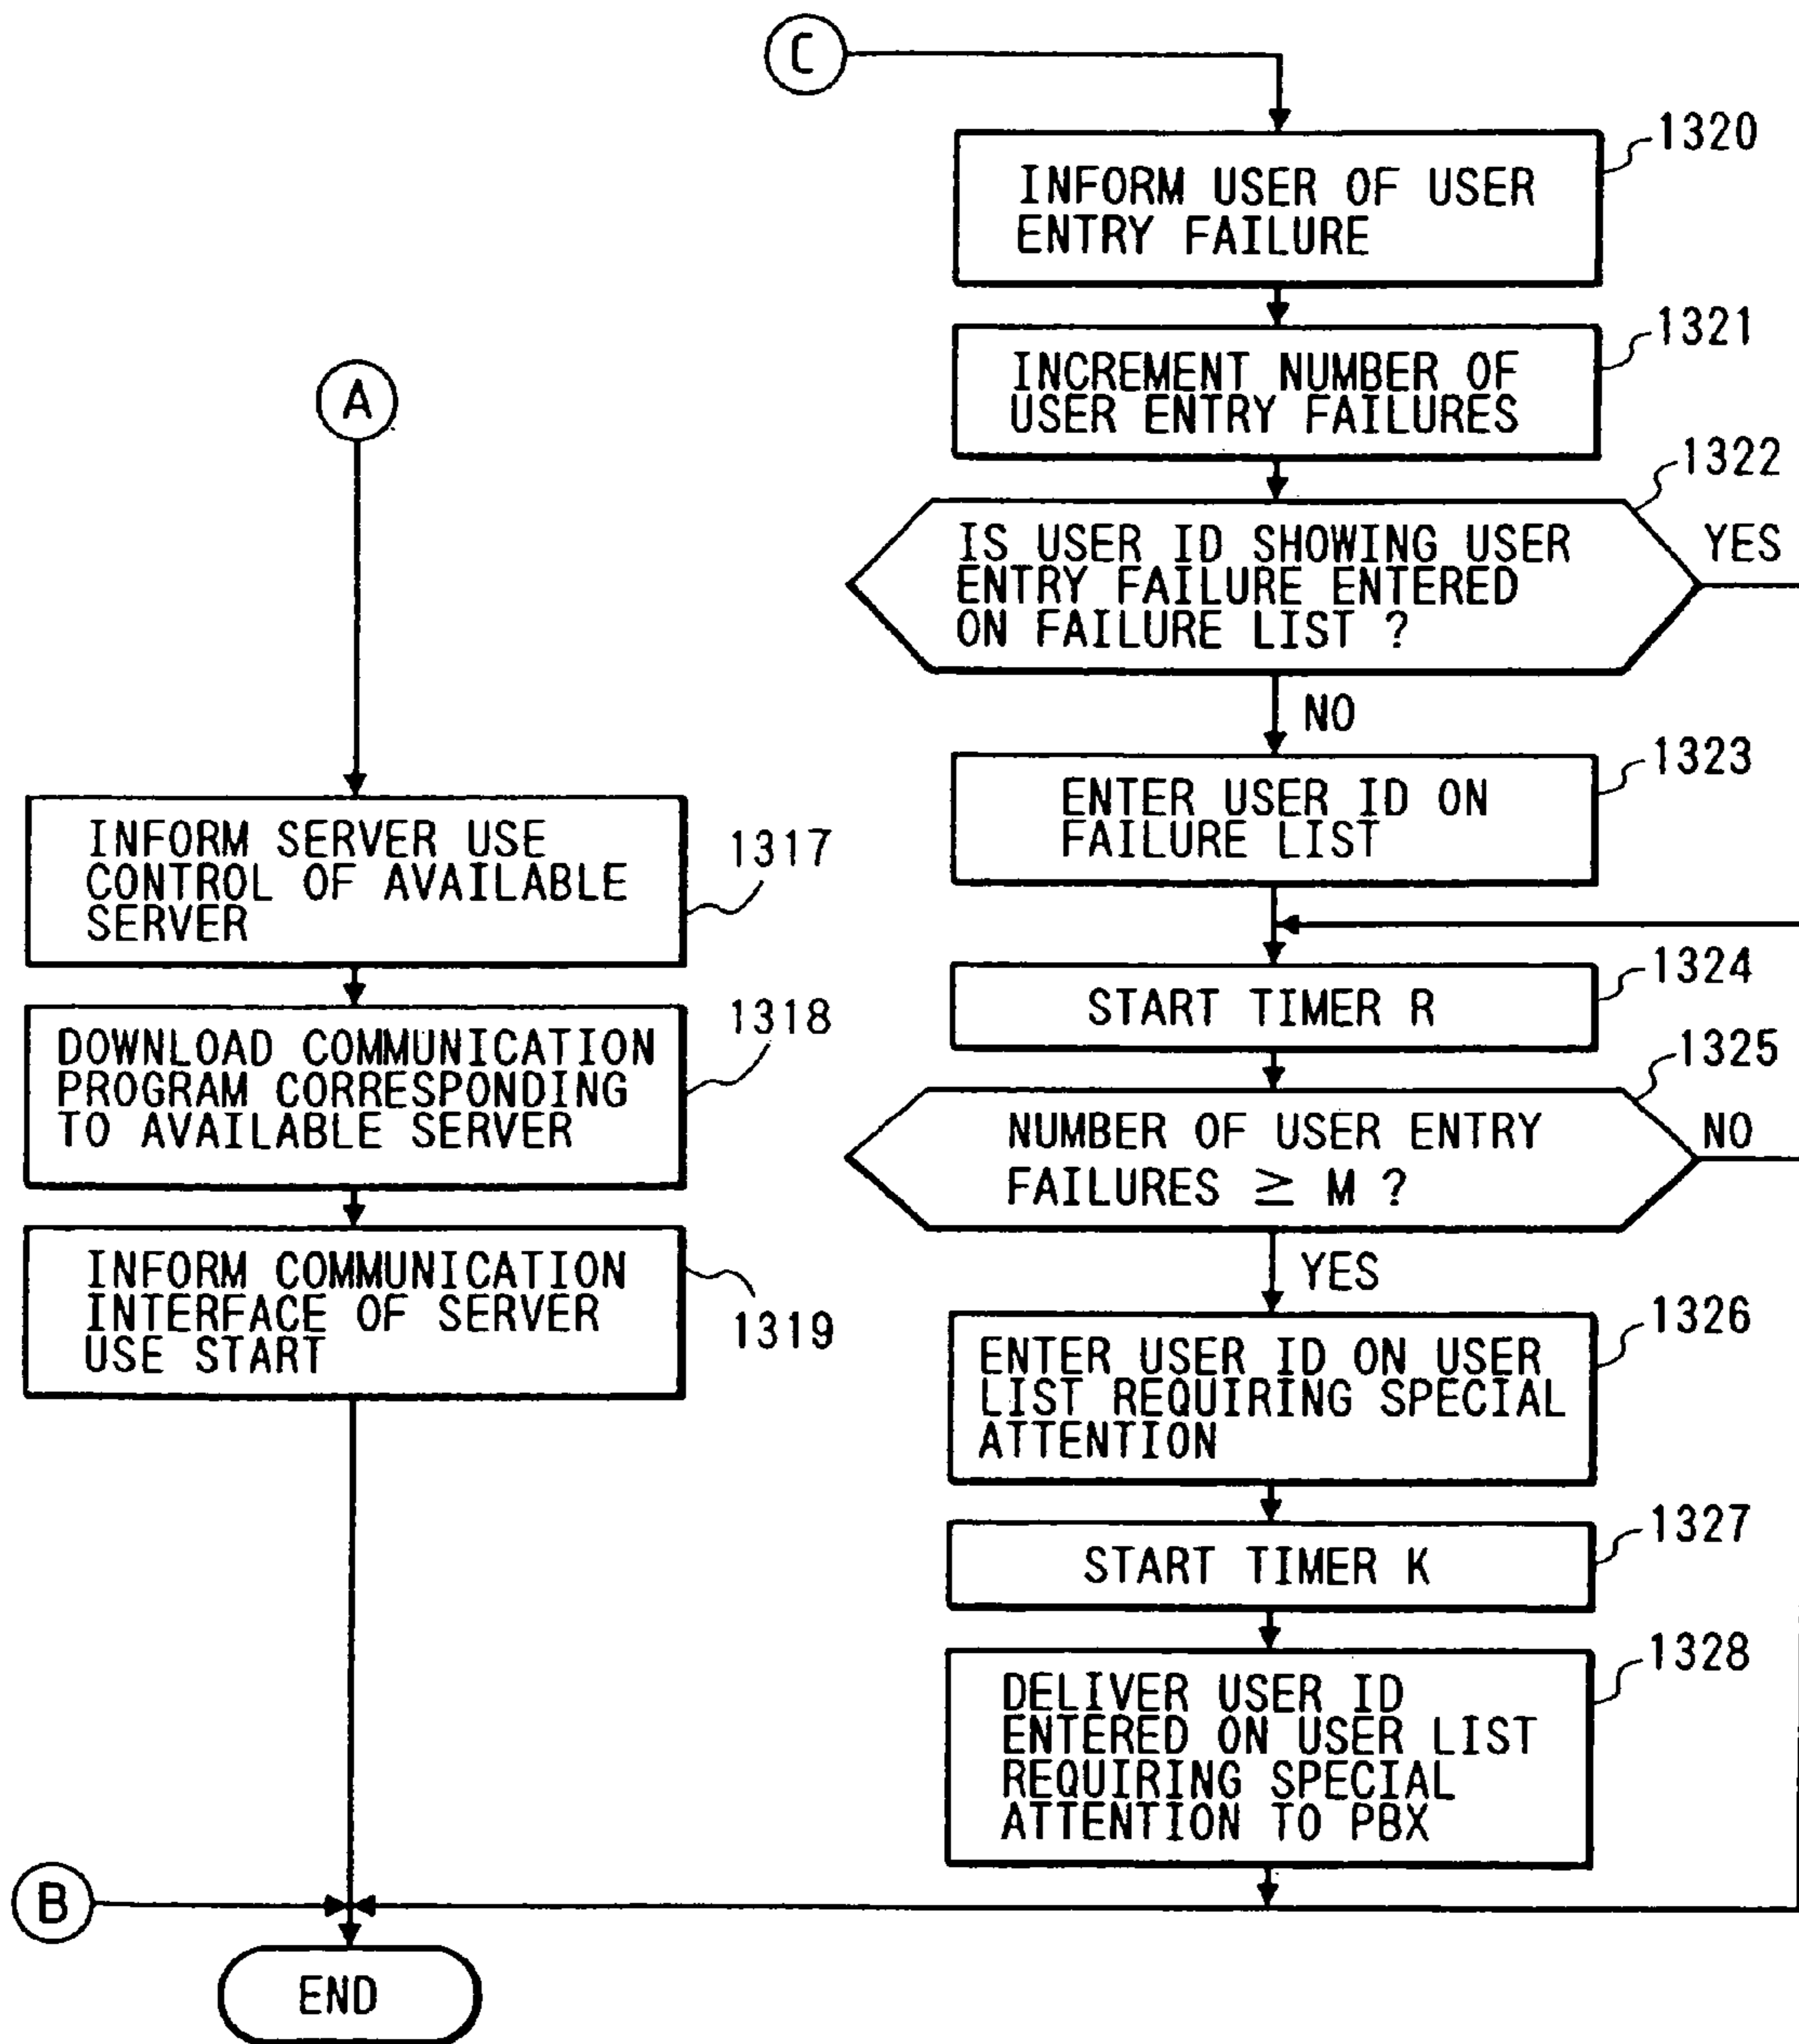 C
1320
INFORM USER OF USER
ENTRY FAILURE
1321
INCREMENT NUMBER OF
USER ENTRY FAILURES
1322
IS USER ID SHOWING USER
ENTRY FAILURE ENTERED
ON FAILURE LIST ?
YES
NO
1323
ENTER USER ID ON
FAILURE LIST
1324
START TIMER R
1325
NUMBER OF USER ENTRY
FAILURES ≥ M ?
NO
YES
1326
ENTER USER ID ON USER
LIST REQUIRING SPECIAL
ATTENTION
1327
START TIMER K
1328
DELIVER USER ID
ENTERED ON USER LIST
REQUIRING SPECIAL
ATTENTION TO PBX
A
INFORM SERVER USE
CONTROL OF AVAILABLE
SERVER
1317
DOWNLOAD COMMUNICATION
PROGRAM CORRESPONDING
TO AVAILABLE SERVER
1318
INFORM COMMUNICATION
INTERFACE OF SERVER
USE START
1319
B
END